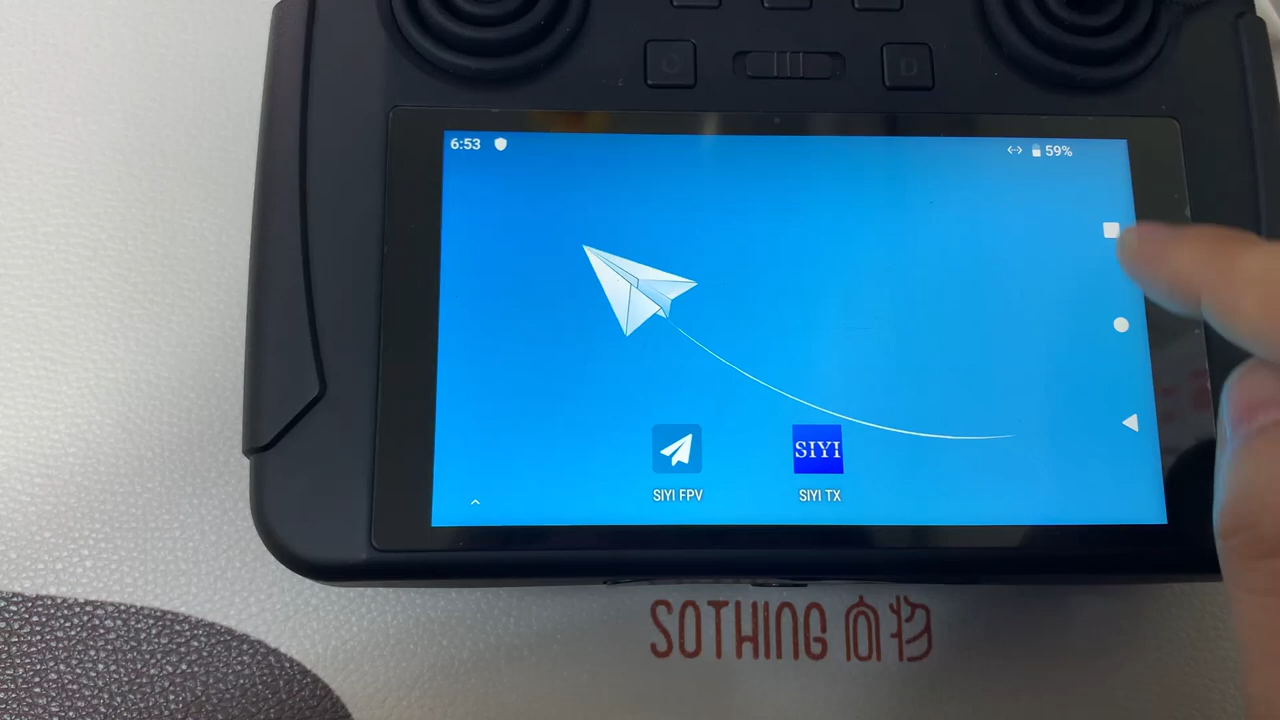 C
D
6:53
59%
SIYI
SIYI FPV
SIYI TX
SOTHING 向物